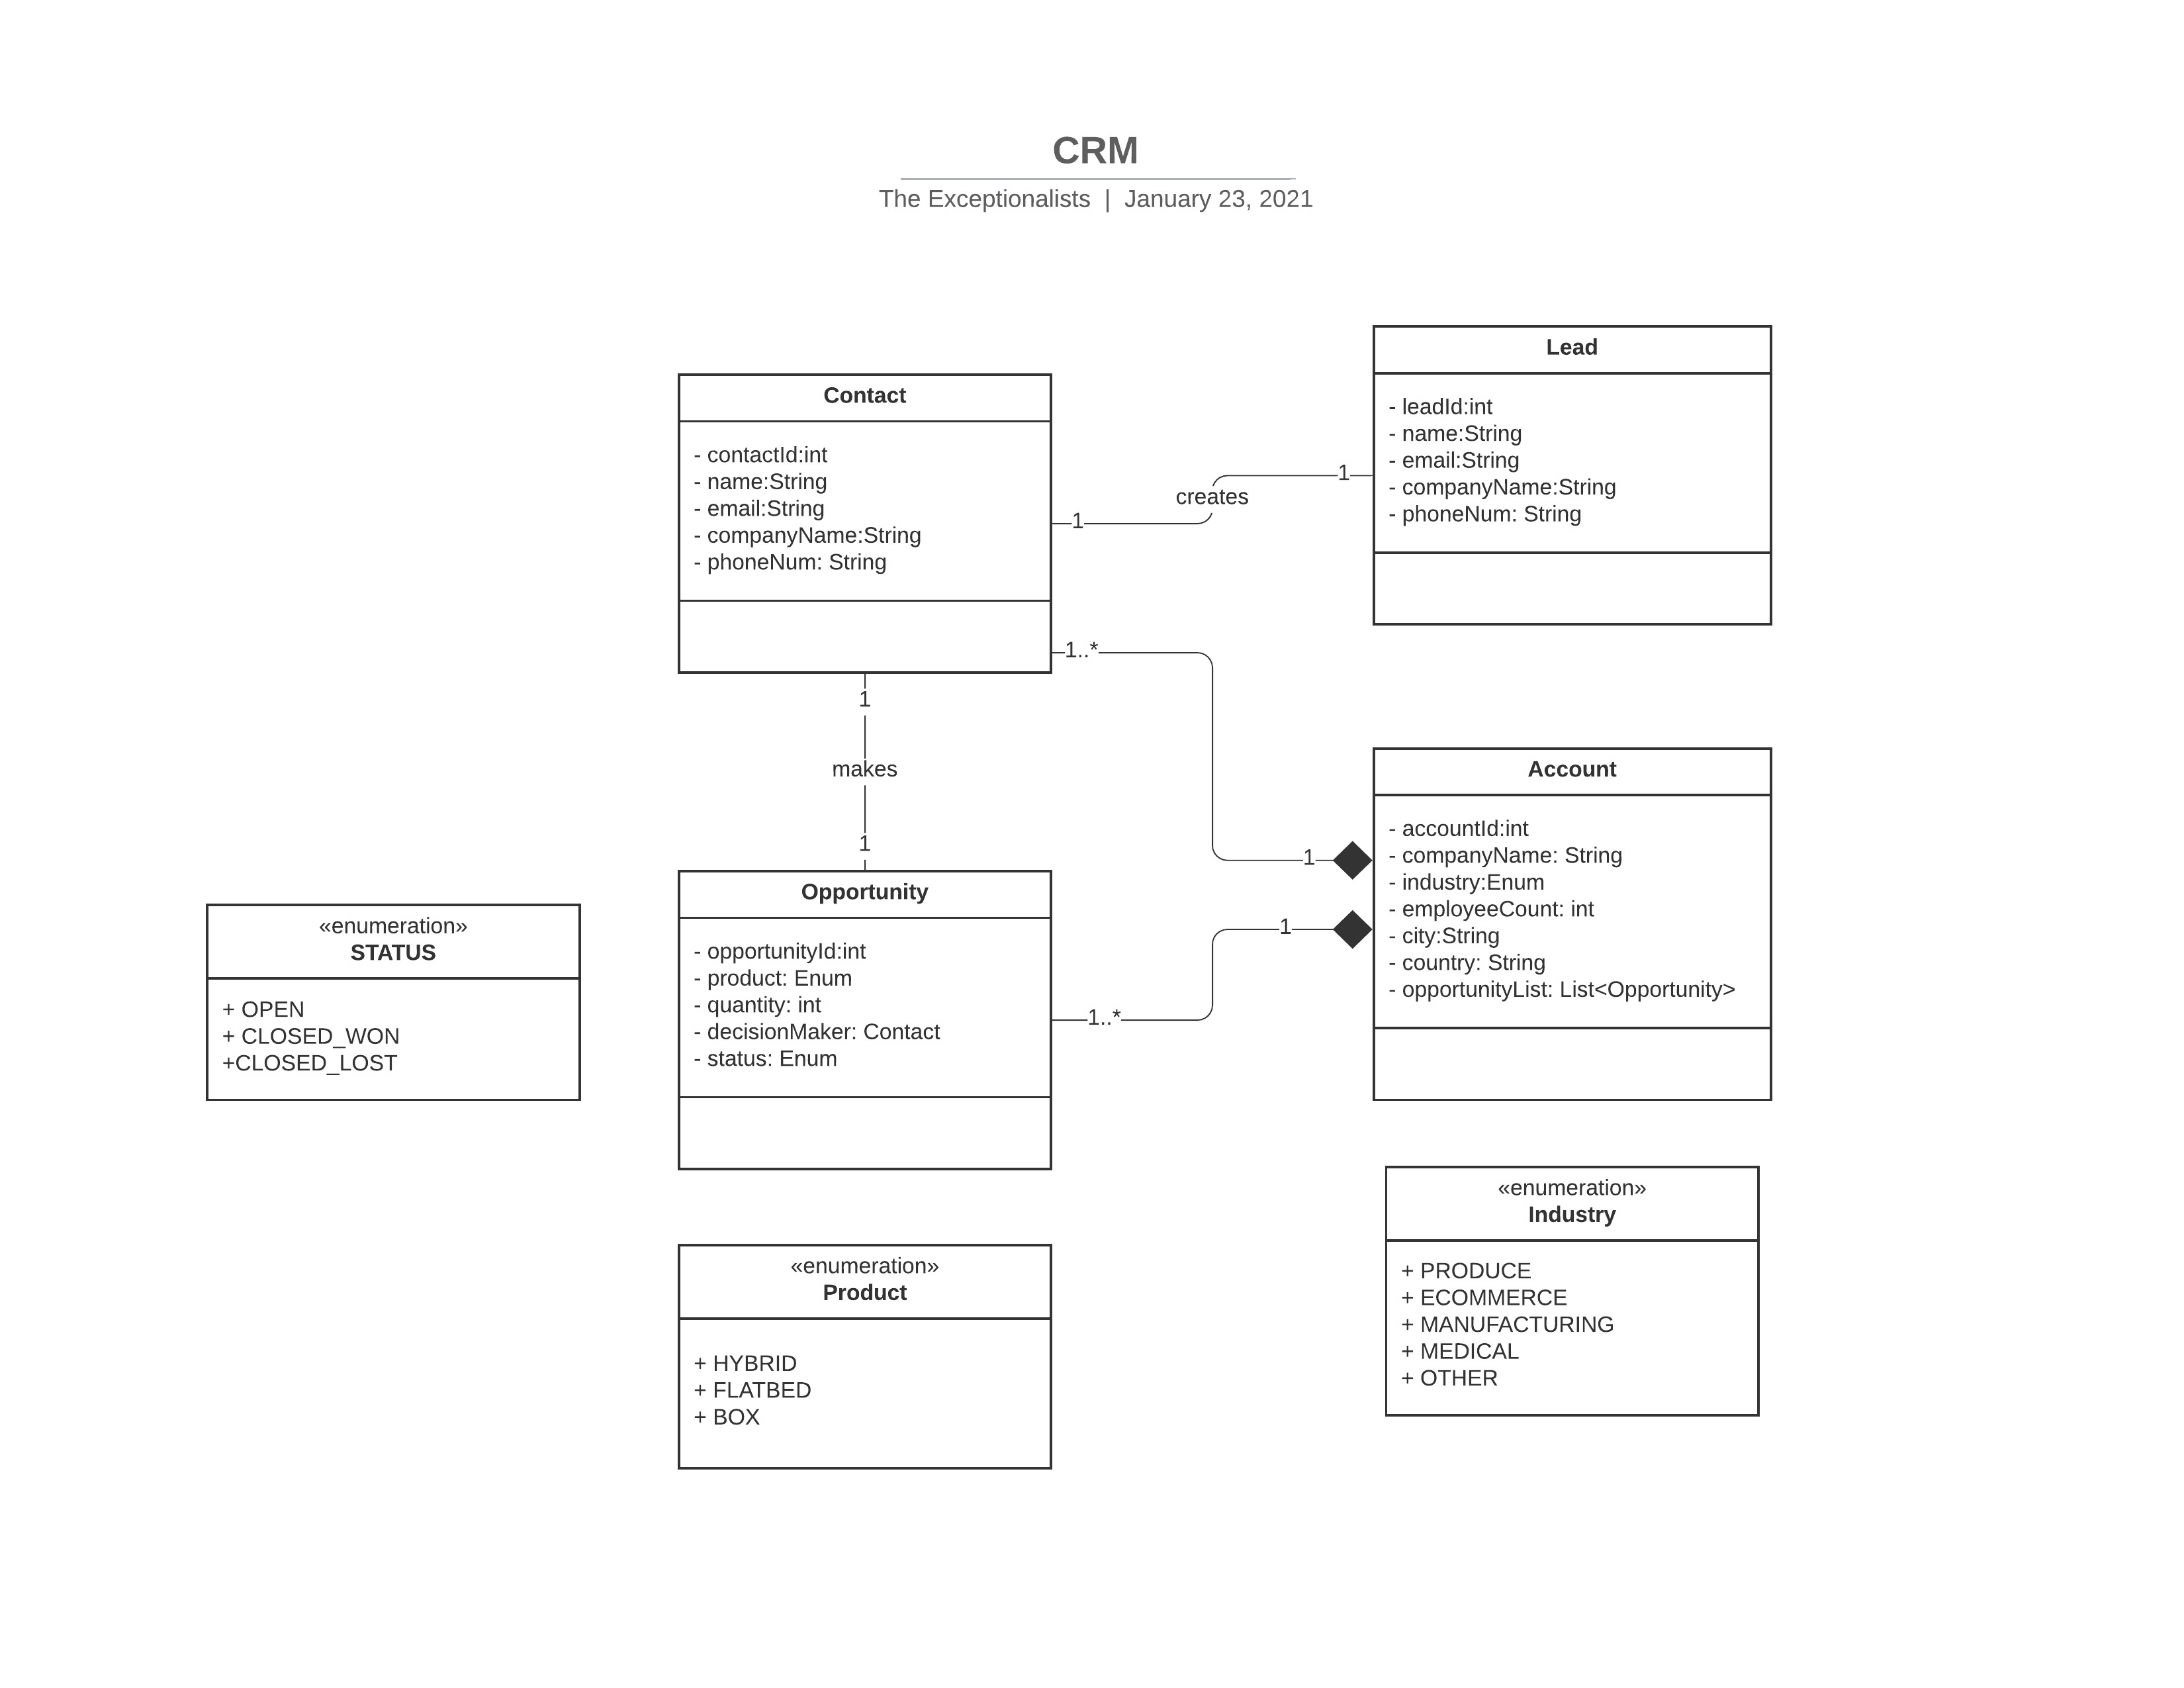 CRM
The Exceptionalists | January 23, 2021
Lead
- leadId:int
- name:String
- email:String
- companyName:String
- phoneNum: String
Contact
- contactId:int
- name:String
- email:String
- companyName:String
- phoneNum: String
1
creates
1
1..*
1
1
makes
1
Account
- accountId:int
- companyName: String
- industry:Enum
- employeeCount: int
- city:String
- country: String
- opportunityList: List<Opportunity>
Opportunity
- opportunityId:int
- product: Enum
- quantity: int
- decisionMaker: Contact
- status: Enum
1
1..*
«enumeration»
STATUS
+ OPEN
+ CLOSED_WON
+CLOSED_LOST
«enumeration»
Industry
+ PRODUCE
+ ECOMMERCE
+ MANUFACTURING
+ MEDICAL
+ OTHER
«enumeration»
Product
+ HYBRID
+ FLATBED
+ BOX